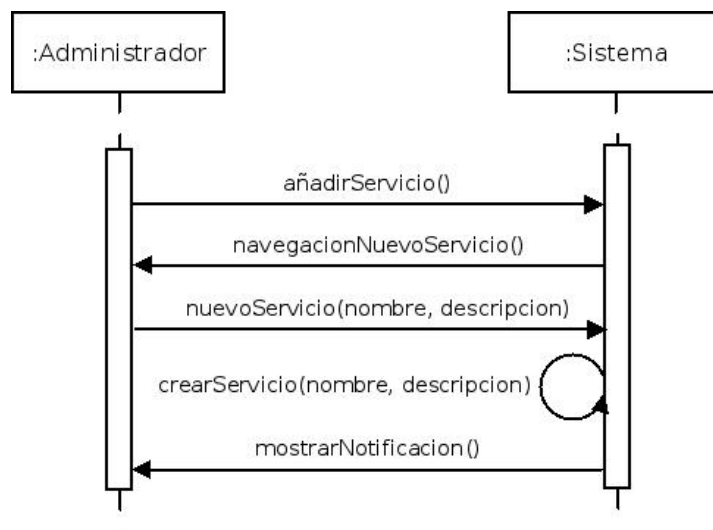 :Administrador
:Sistema
añadirServicio()
navegacionNuevoServicio()
nuevoServicio(nombre, descripcion)
crearServicio(nombre, descripcion)
mostrarNotificacion()